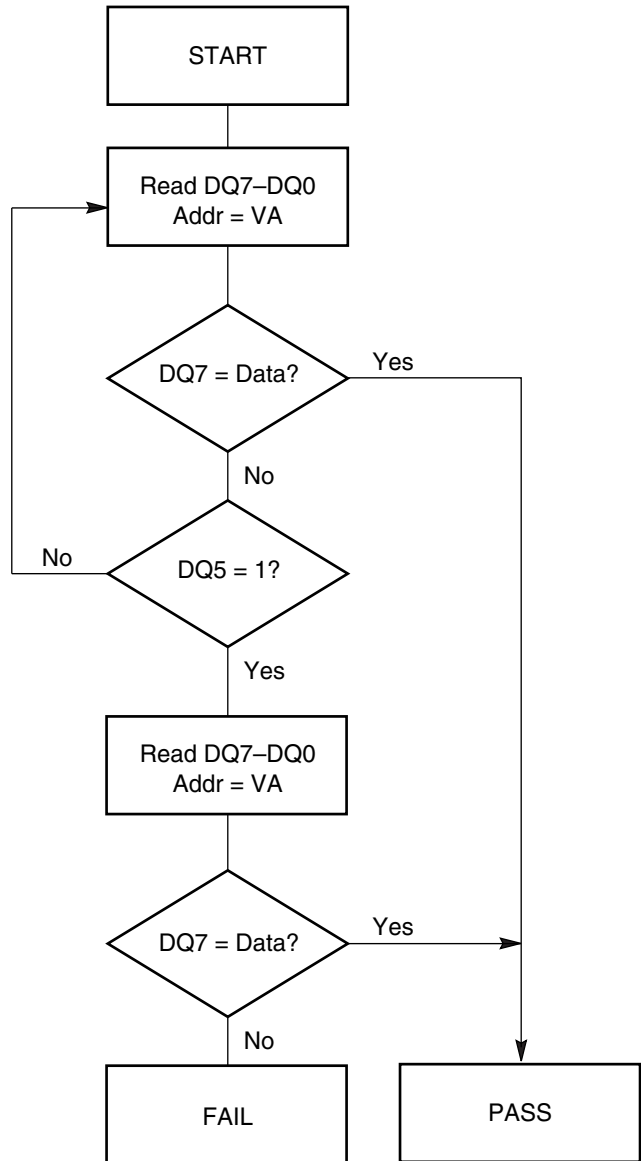 START
Read DQ7–DQ0
Addr = VA
DQ7 = Data?
Yes
No
DQ5 = 1?
No
Yes
Read DQ7–DQ0
Addr = VA
DQ7 = Data?
Yes
No
FAIL
PASS